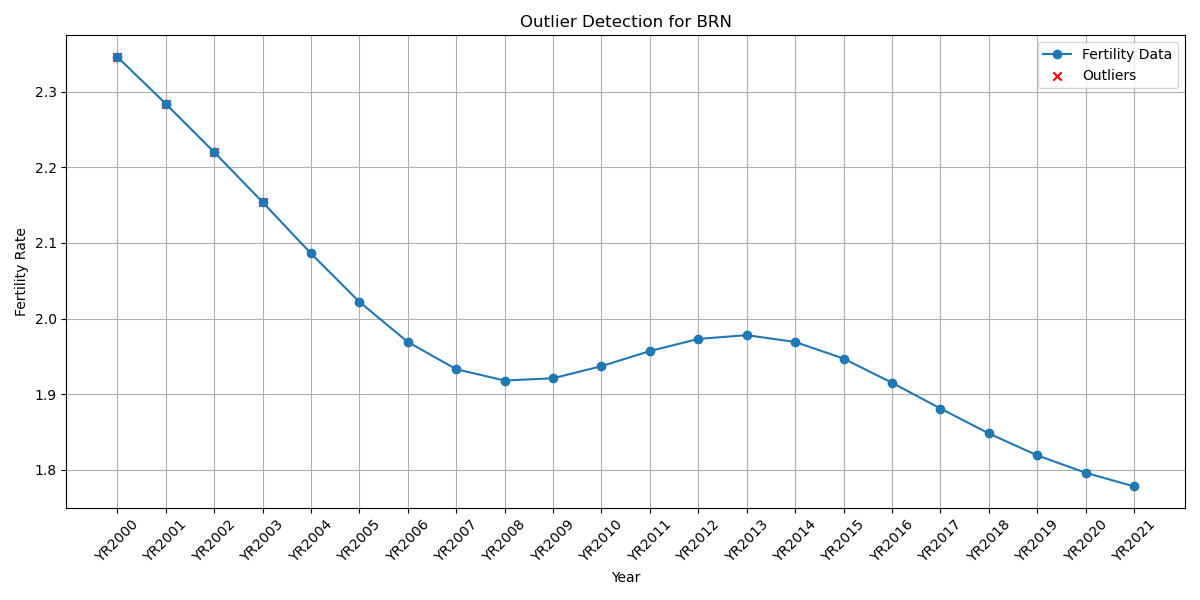 Outlier Detection for BRN
Fertility Data
Outliers
2.3
2.2
2.1
2.0
1.9
1.8
Fertility Rate
YR2000
YR2001
YR2002
YR2003
YR2004
YR2005
YR2006
YR2007
YR2008
YR2009
YR2010
YR2011
YR2012
YR2013
YR2014
YR2015
YR2016
YR2017
YR2018
YR2019
YR2020
YR2021
Year